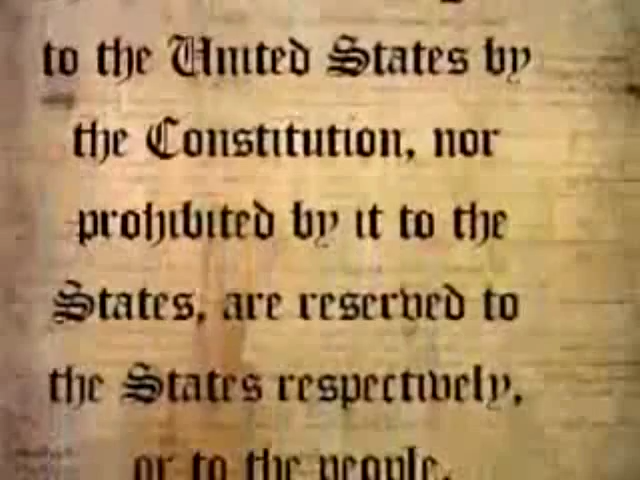 to the United States by
the Constitution, nor
prohibited by it to the
States, are reserved to
the States respectively,
or to the people.